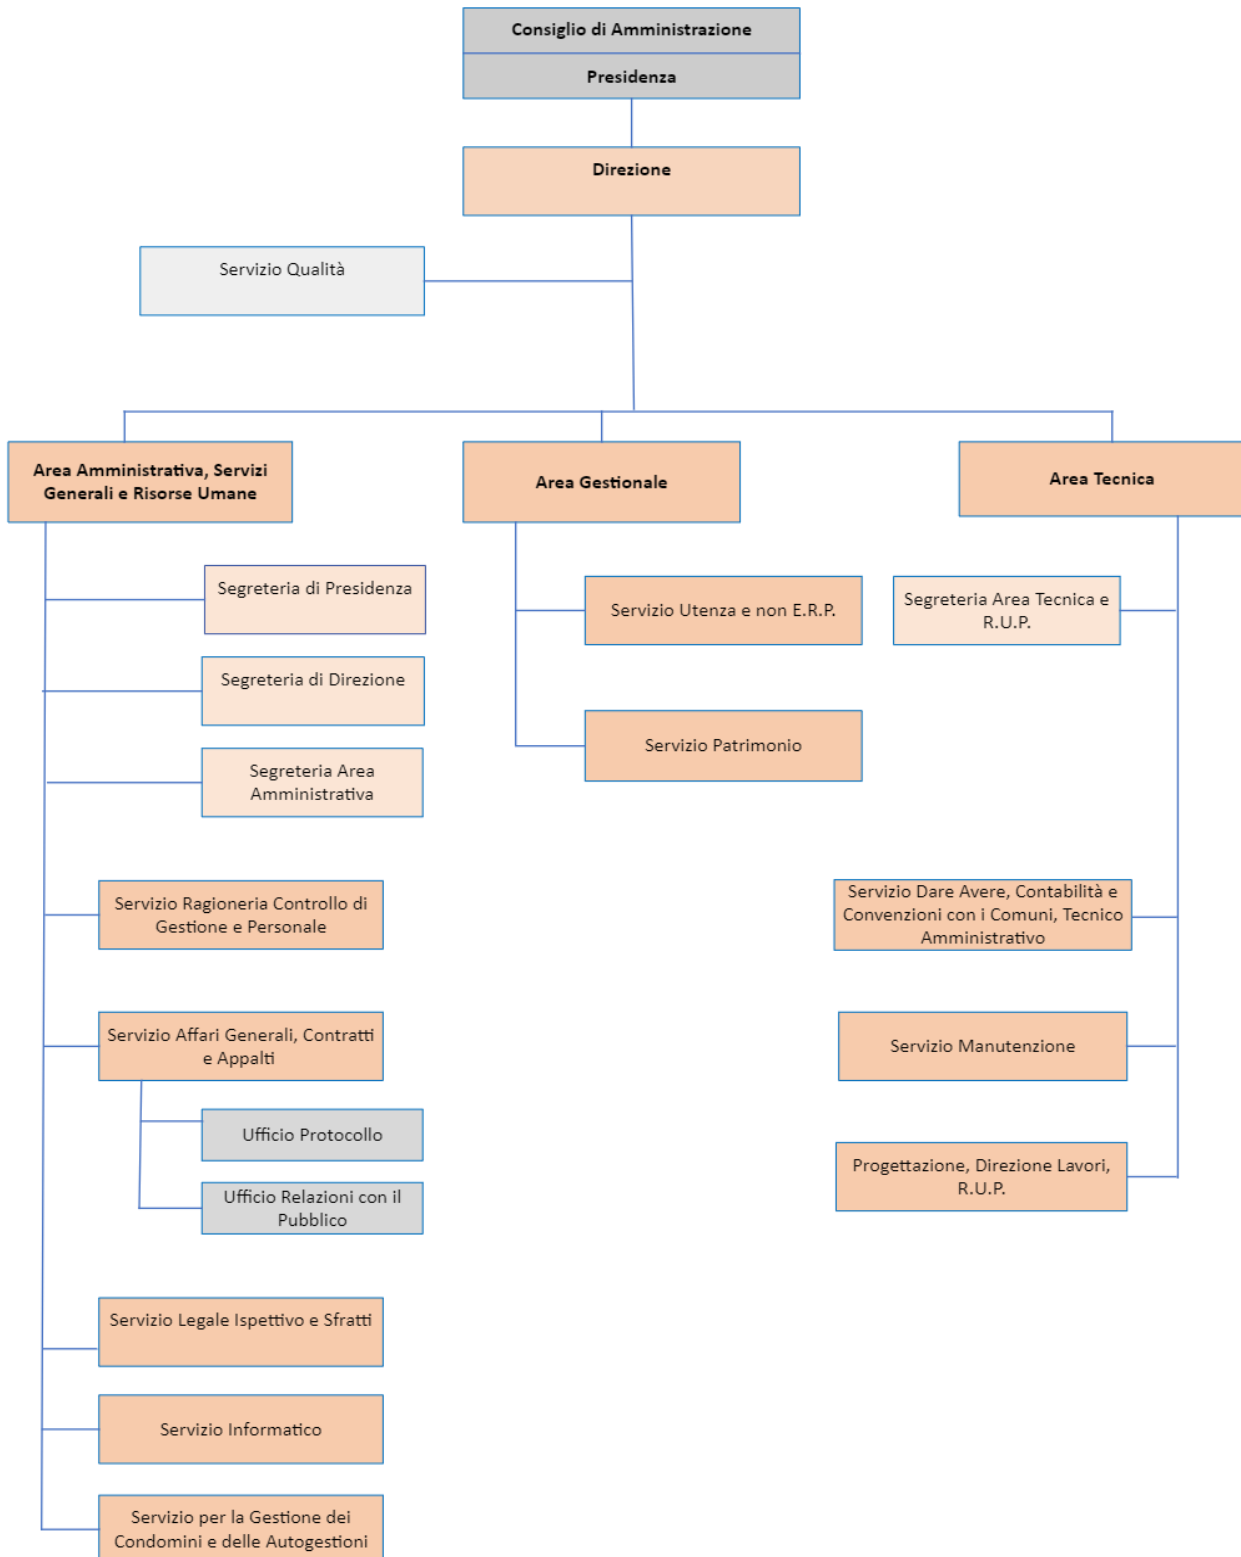 Consiglio di Amministrazione
Presidenza
Direzione
Servizio Qualità
Area Amministrativa, Servizi
Generali e Risorse Umane
Area Gestionale
Area Tecnica
Segreteria di Presidenza
Segreteria di Direzione
Segreteria Area
Amministrativa
Servizio Ragioneria Controllo di
Gestione e Personale
Servizio Affari Generali, Contratti
e Appalti
Ufficio Protocollo
Ufficio Relazioni con il
Pubblico
Servizio Legale Ispettivo e Sfratti
Servizio Informatico
Servizio per la Gestione dei
Condomini e delle Autogestioni
Servizio Utenza e non E.R.P.
Servizio Patrimonio
Segreteria Area Tecnica e
R.U.P.
Servizio Dare Avere, Contabilità e
Convenzioni con i Comuni, Tecnico
Amministrativo
Servizio Manutenzione
Progettazione, Direzione Lavori,
R.U.P.